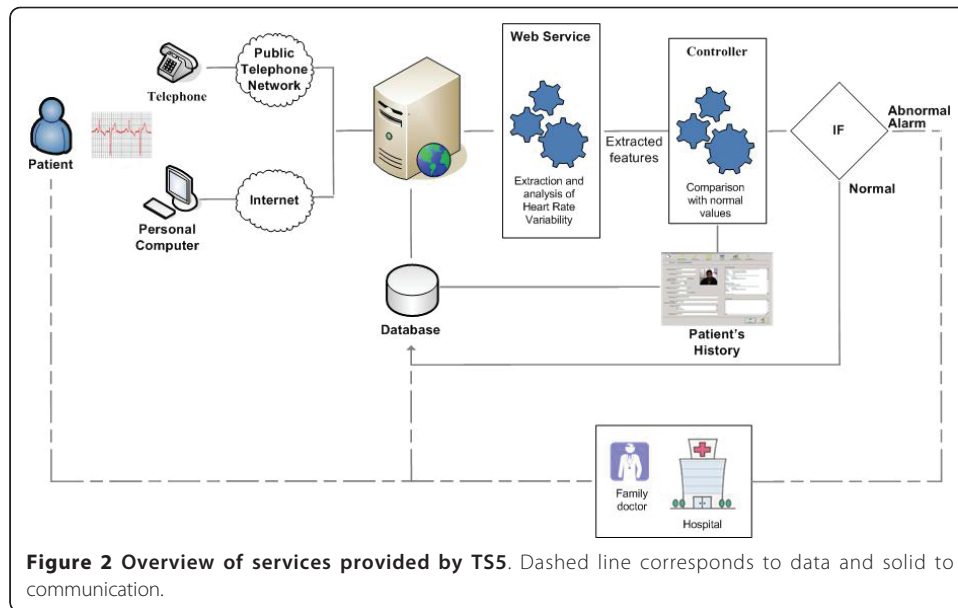 Web Service
Controller
Public
Telephone
Network
Telephone
Patient
Abnormal
Alarm
IF
Extracted
features
Normal
Extraction and
analysis of
Heart Rate
Variability
Comparison
with normal
values
Internet
Personal
Computer
Database
Patient's
History
Family
doctor
Hospital
Figure 2 Overview of services provided by TS5. Dashed line corresponds to data and solid to
communication.